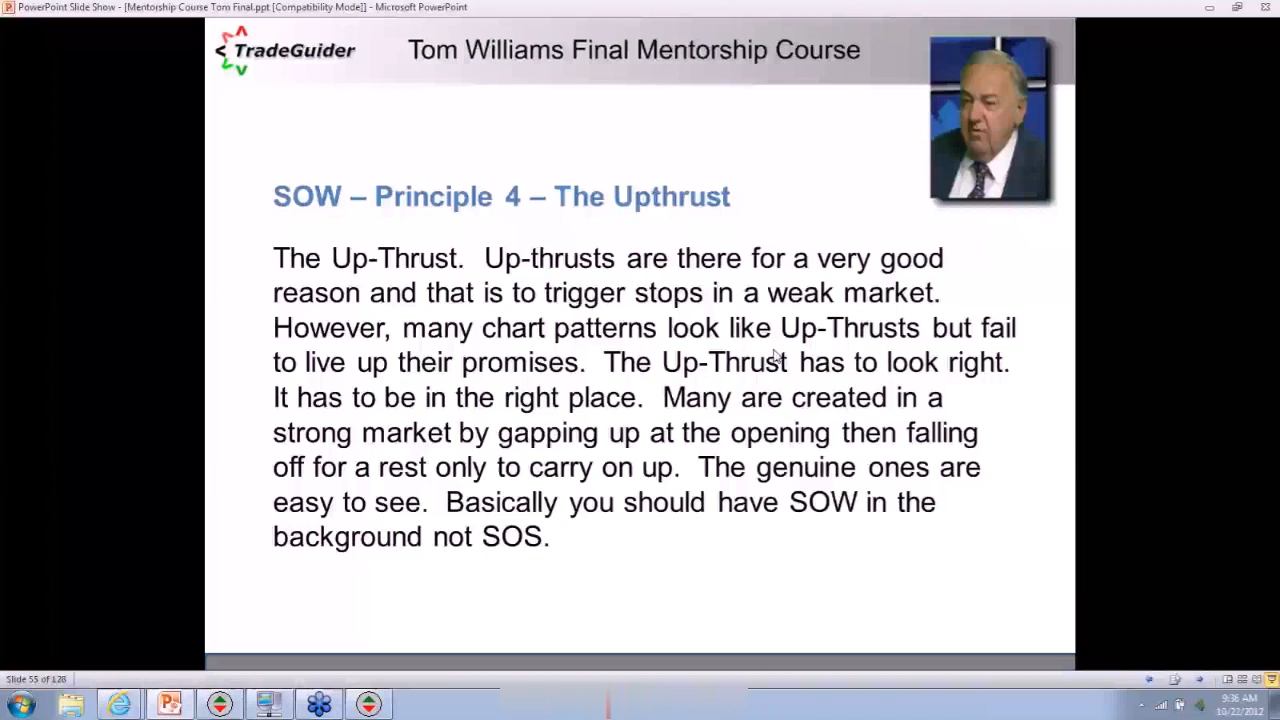 PowerPoint Slide Show - [Mentorship Course Tom Final.ppt [Compatibility Mode]] - Microsoft PowerPoint
TradeGuider
Tom Williams Final Mentorship Course
SOW – Principle 4 – The Upthrust
The Up-Thrust.  Up-thrusts are there for a very good
reason and that is to trigger stops in a weak market.
However, many chart patterns look like Up-Thrusts but fail
to live up their promises.  The Up-Thrust has to look right.
It has to be in the right place.  Many are created in a
strong market by gapping up at the opening then falling
off for a rest only to carry on up.  The genuine ones are
easy to see.  Basically you should have SOW in the
background not SOS.
Slide 55 of 128
9:36 AM
10/22/2012